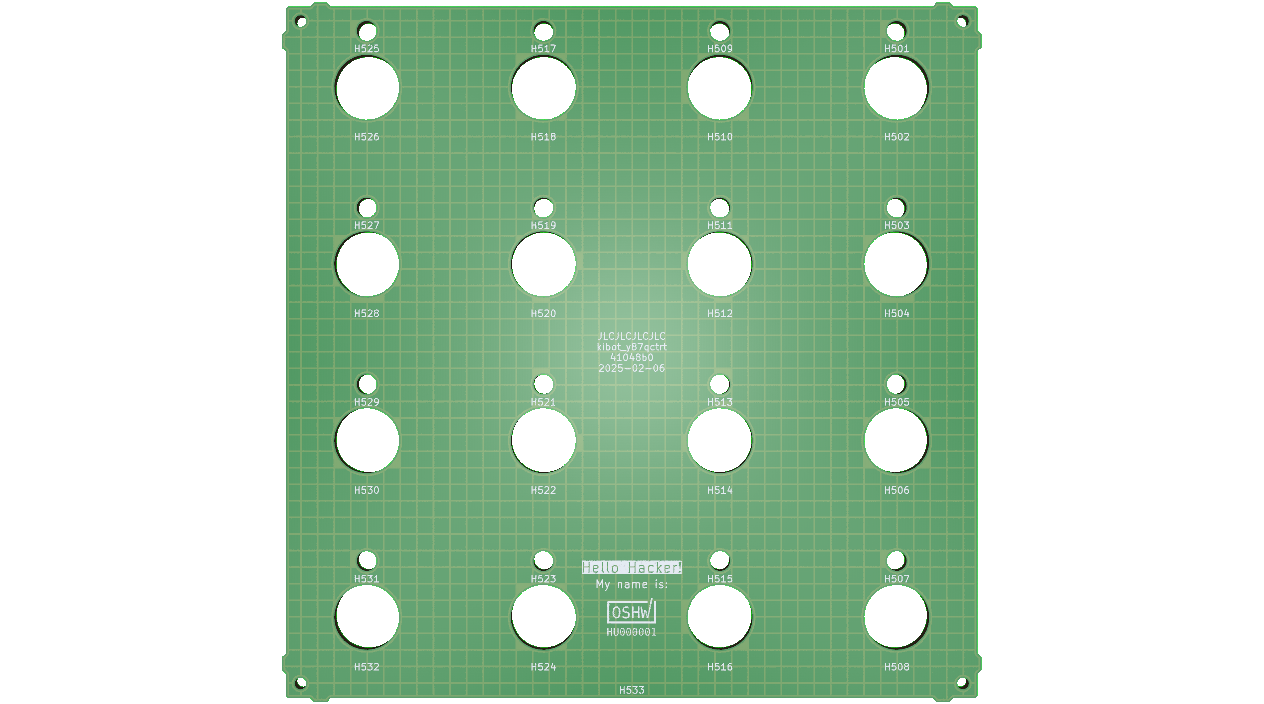 H525 H517 H509 H501
H526 H518 H510 H502
H527 H519 H511 H503
H528 H520 H512 H504
JLCJLCJLCJLC
kibot_y87qctrt
41048b0
2025-02-06
H529 H521 H513 H505
H530 H522 H514 H506
Hello Hacker!
H531 H523 H515 H507
My name is:
OSHW
HU000001
H532 H524 H516 H508
H533